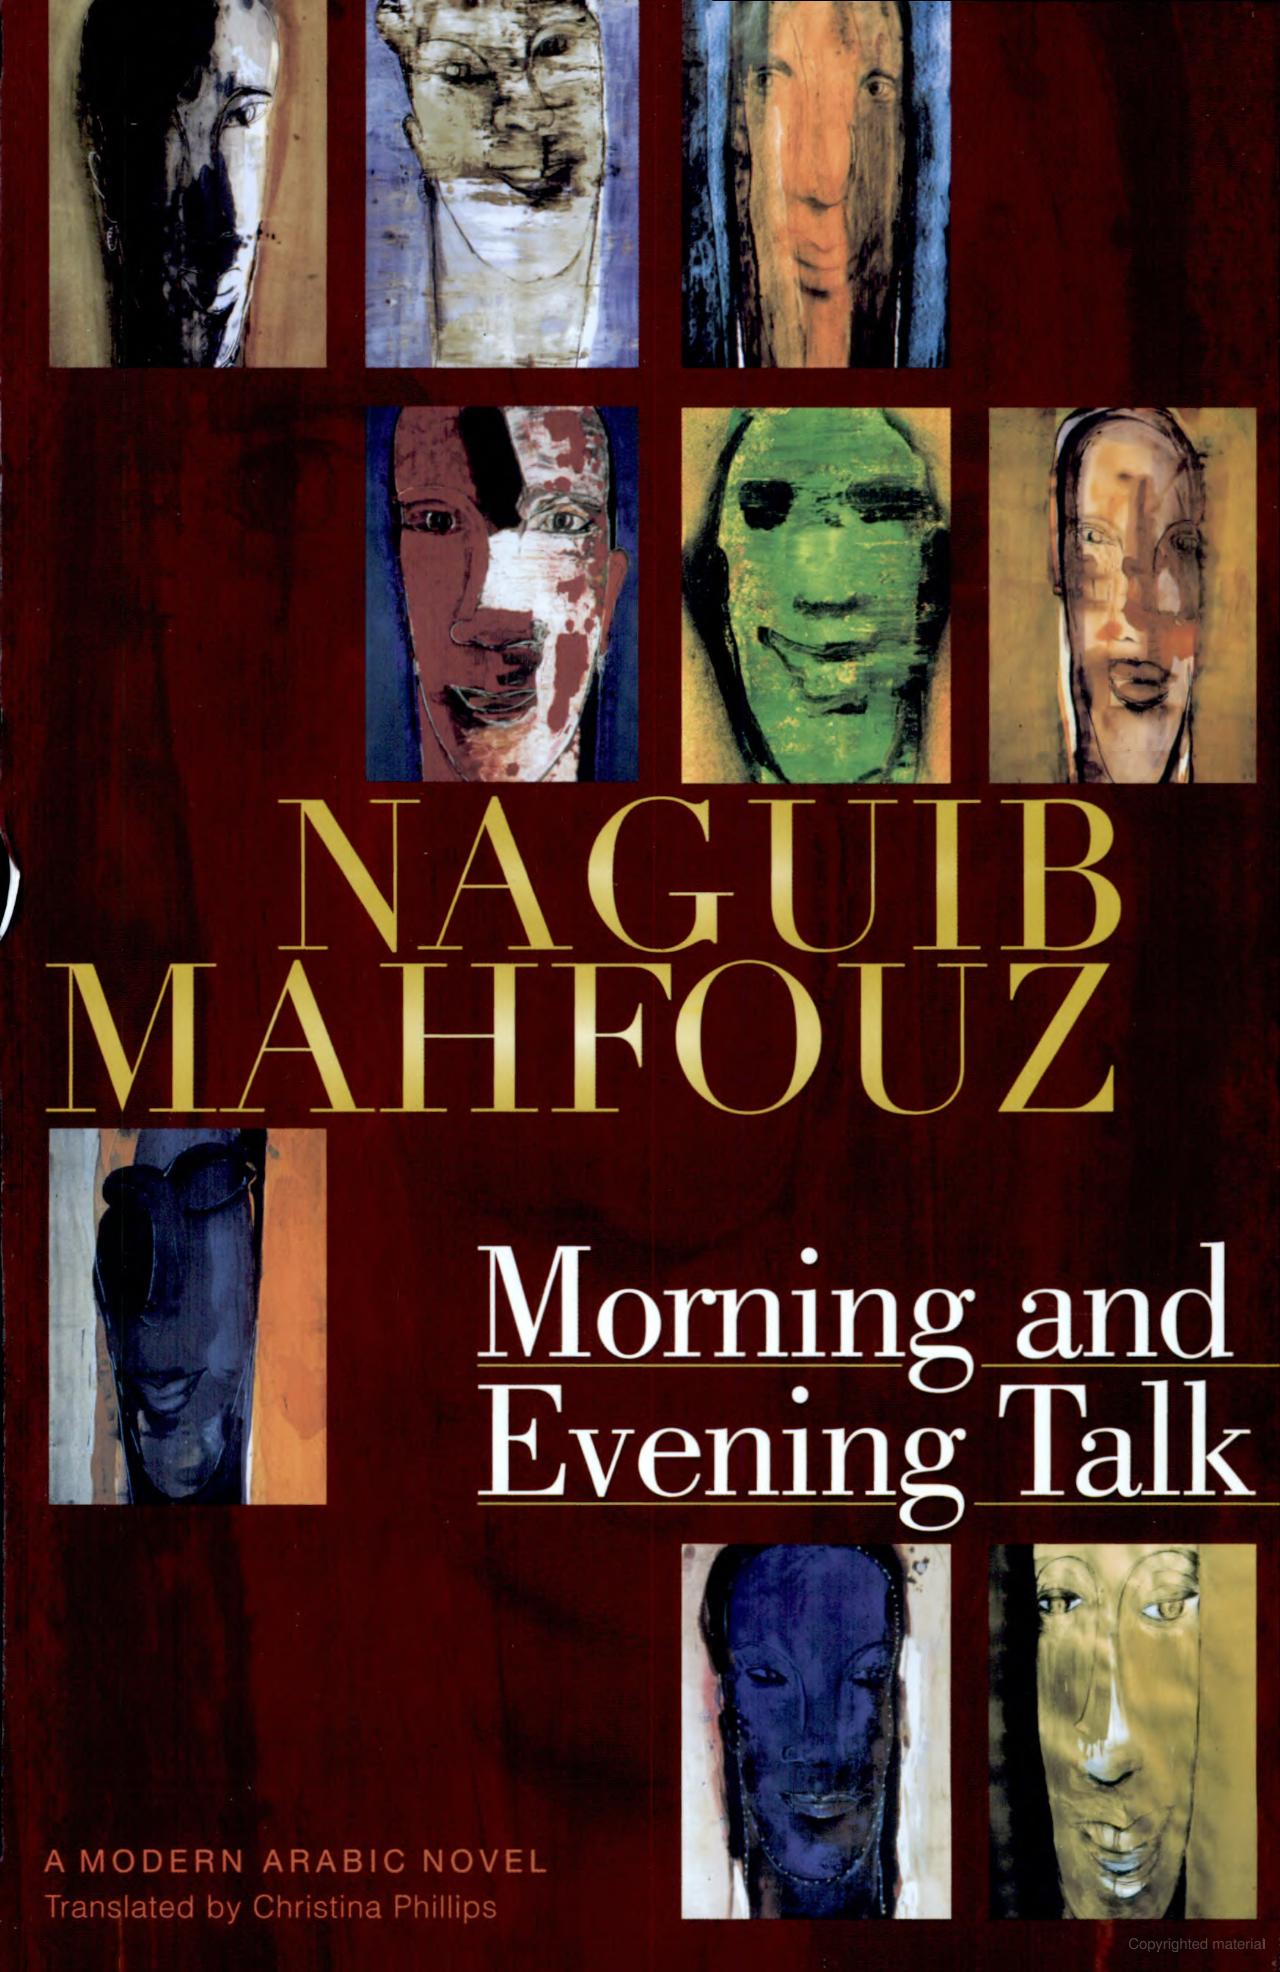 NAGUIB
MAHFOUZ
Morning and
Evening Talk
A MODERN ARABIC NOVEL
Translated by Christina Phillips
Copyrighted material